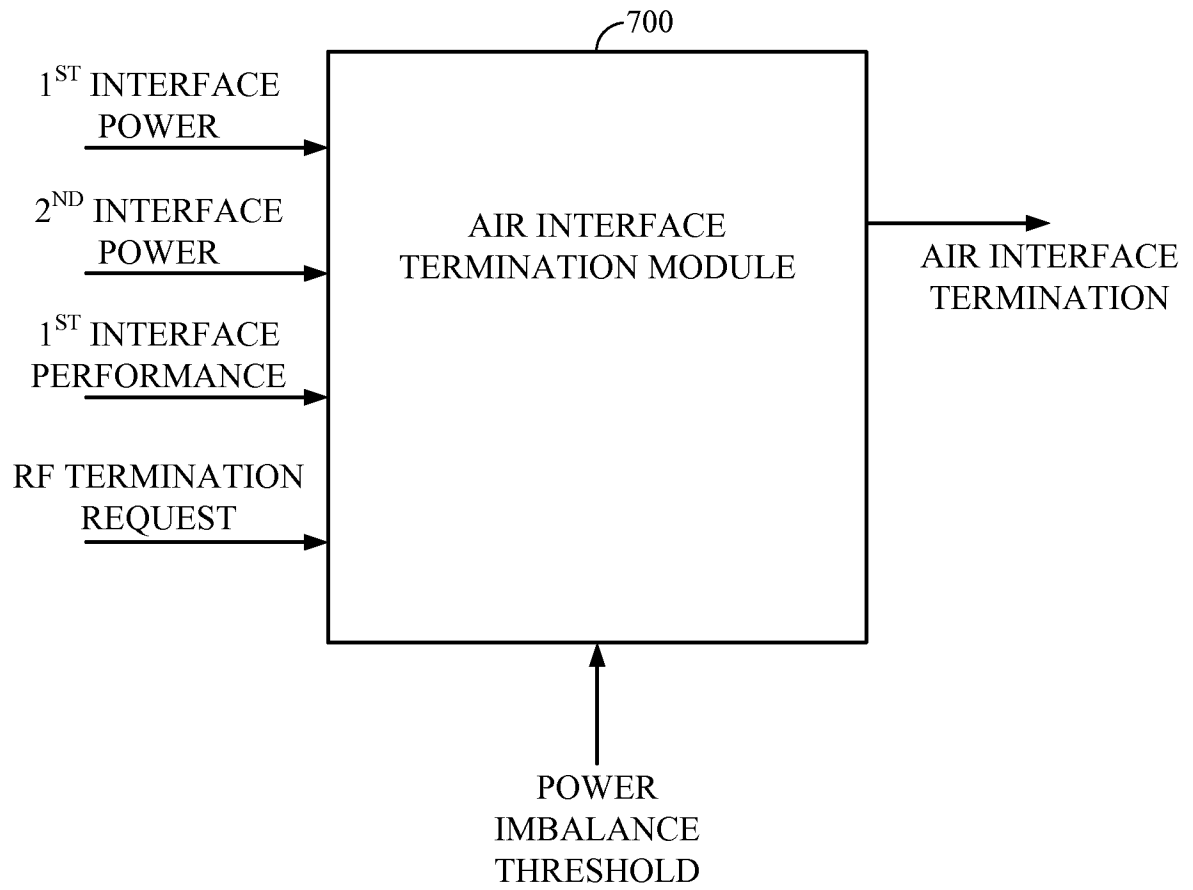 700
1ST INTERFACE
POWER
2ND INTERFACE
POWER
1ST INTERFACE
PERFORMANCE
RF TERMINATION
REQUEST
AIR INTERFACE
TERMINATION MODULE
AIR INTERFACE
TERMINATION
POWER
IMBALANCE
THRESHOLD